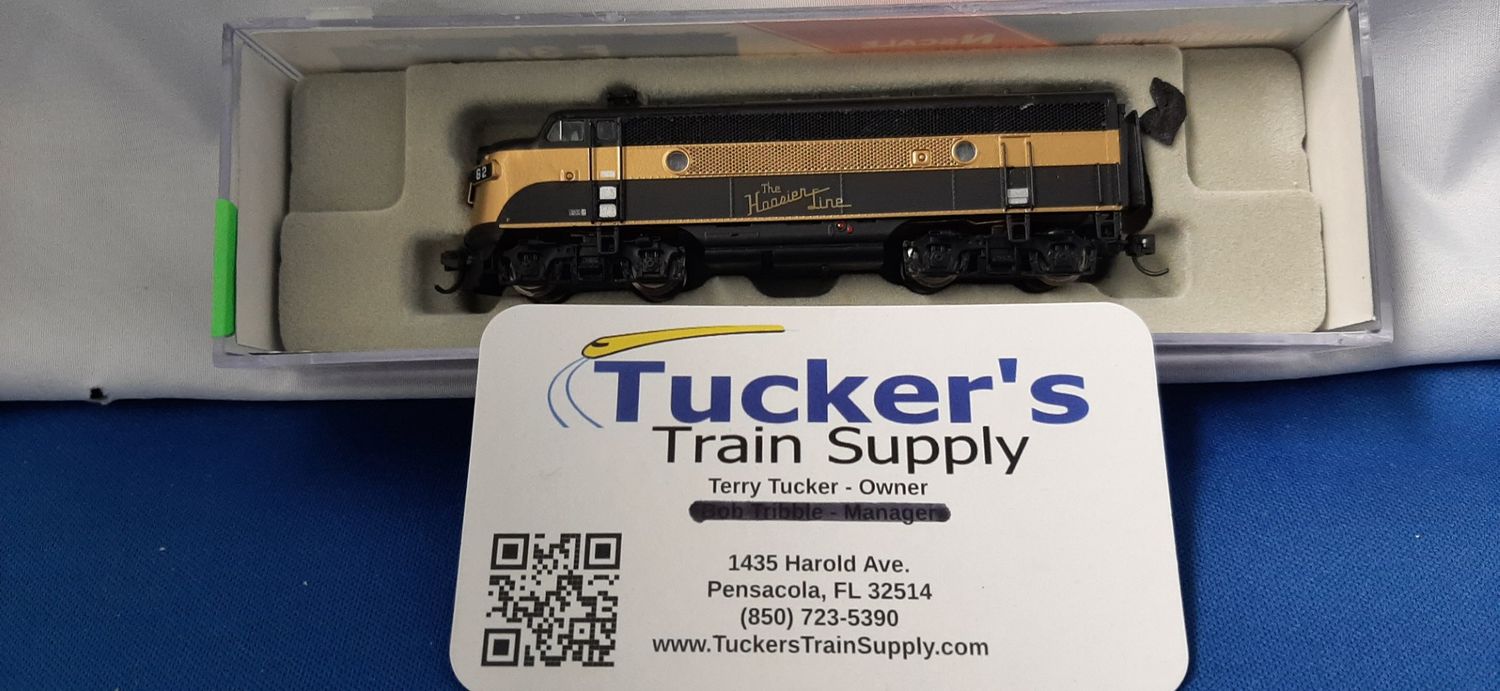 62
The
Hoosier Line
Tucker's
Train Supply
Terry Tucker - Owner
Bob Tribble - Manager
1435 Harold Ave.
Pensacola, FL 32514
(850) 723-5390
www.TuckersTrainSupply.com